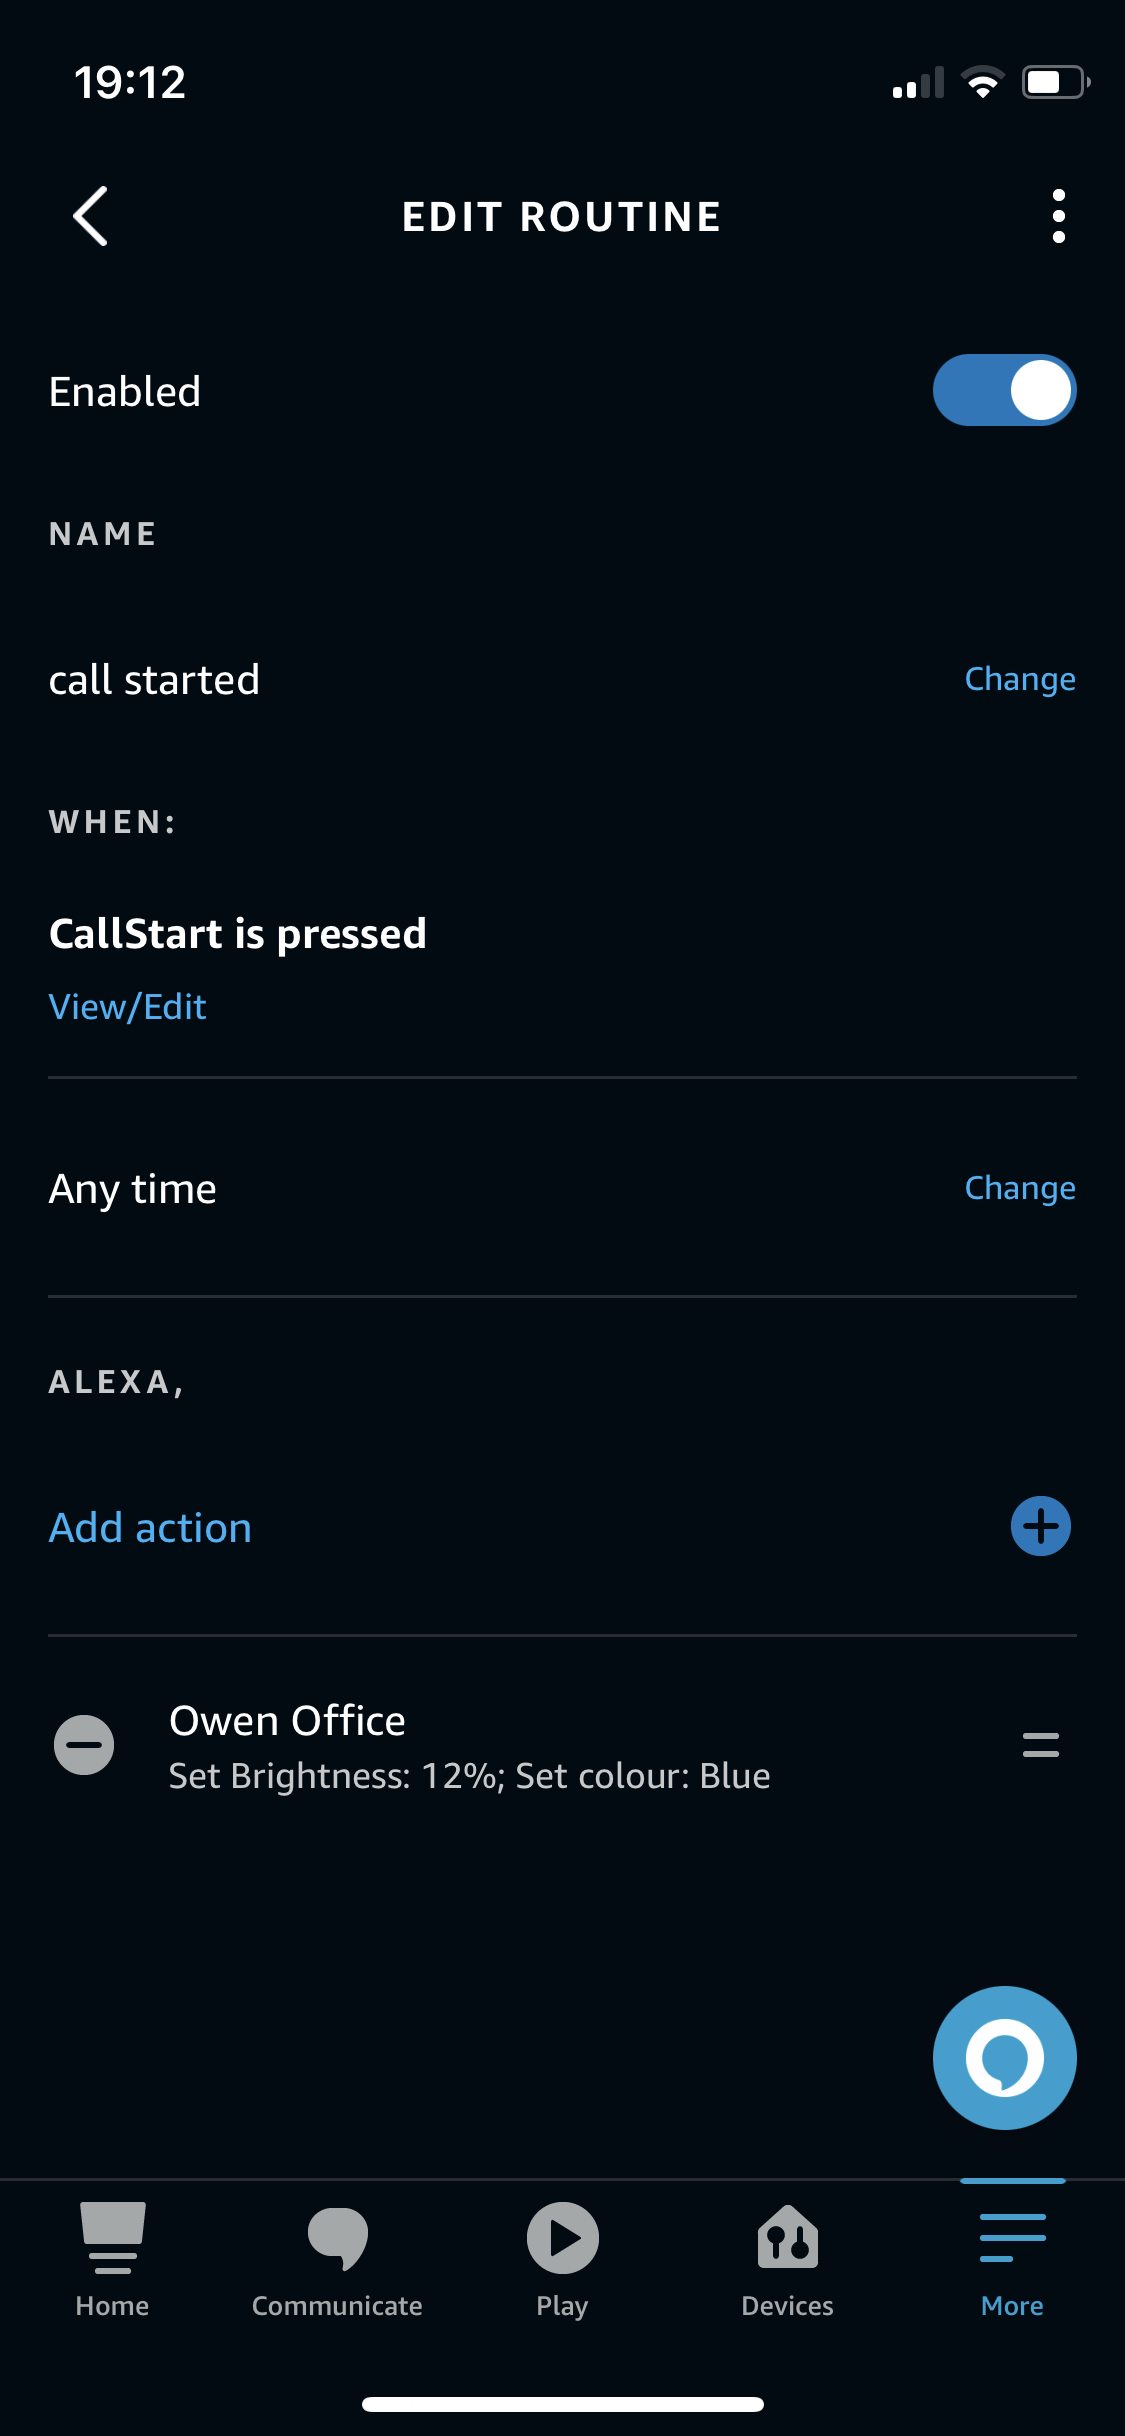 19:12
EDIT ROUTINE
Enabled
NAME
call started
Change
WHEN:
CallStart is pressed
View/Edit
Any time
Change
ALEXA,
Add action
Owen Office
Set Brightness: 12%; Set colour: Blue
Home
Communicate
Play
Devices
More